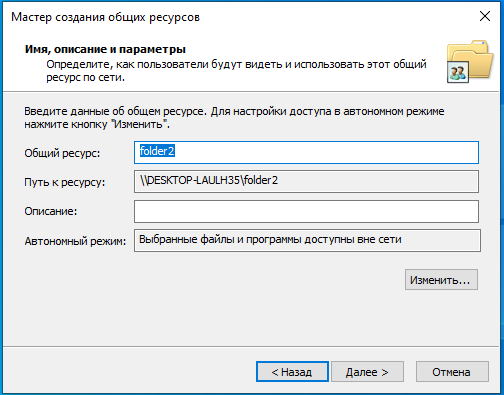 Мастер создания общих ресурсов
Имя, описание и параметры
Определите, как пользователи будут видеть и использовать этот общий
ресурс по сети.
Введите данные об общем ресурсе. Для настройки доступа в автономном режиме
нажмите кнопку "Изменить".
Общий ресурс: folder2
Путь к ресурсу: \\DESKTOP-LAULH35\folder2
Описание:
Автономный режим: Выбранные файлы и программы доступны вне сети
Изменить...
< Назад Далее > Отмена